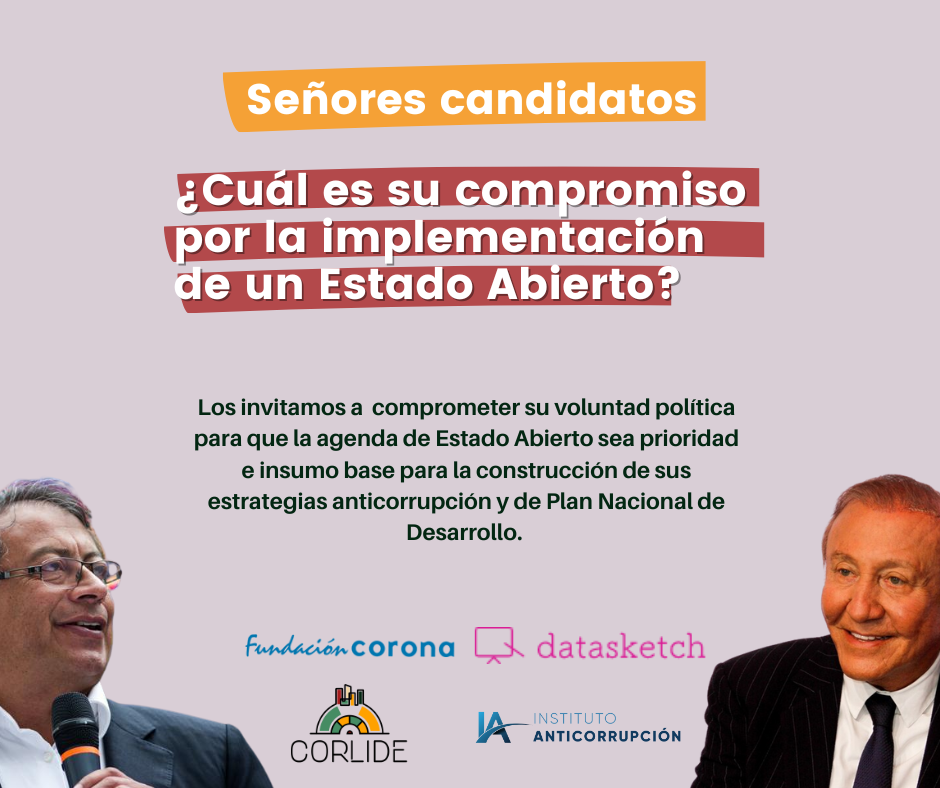 Señores candidatos
¿Cuál es su compromiso
por la implementación
de un Estado Abierto?
Los invitamos a comprometer su voluntad política
para que la agenda de Estado Abierto sea prioridad
e insumo base para la construcción de sus
estrategias anticorrupción y de Plan Nacional de
Desarrollo.
Fundación corona
datasketch
CORLIDE
IA INSTITUTO
ANTICORRUPCIÓN